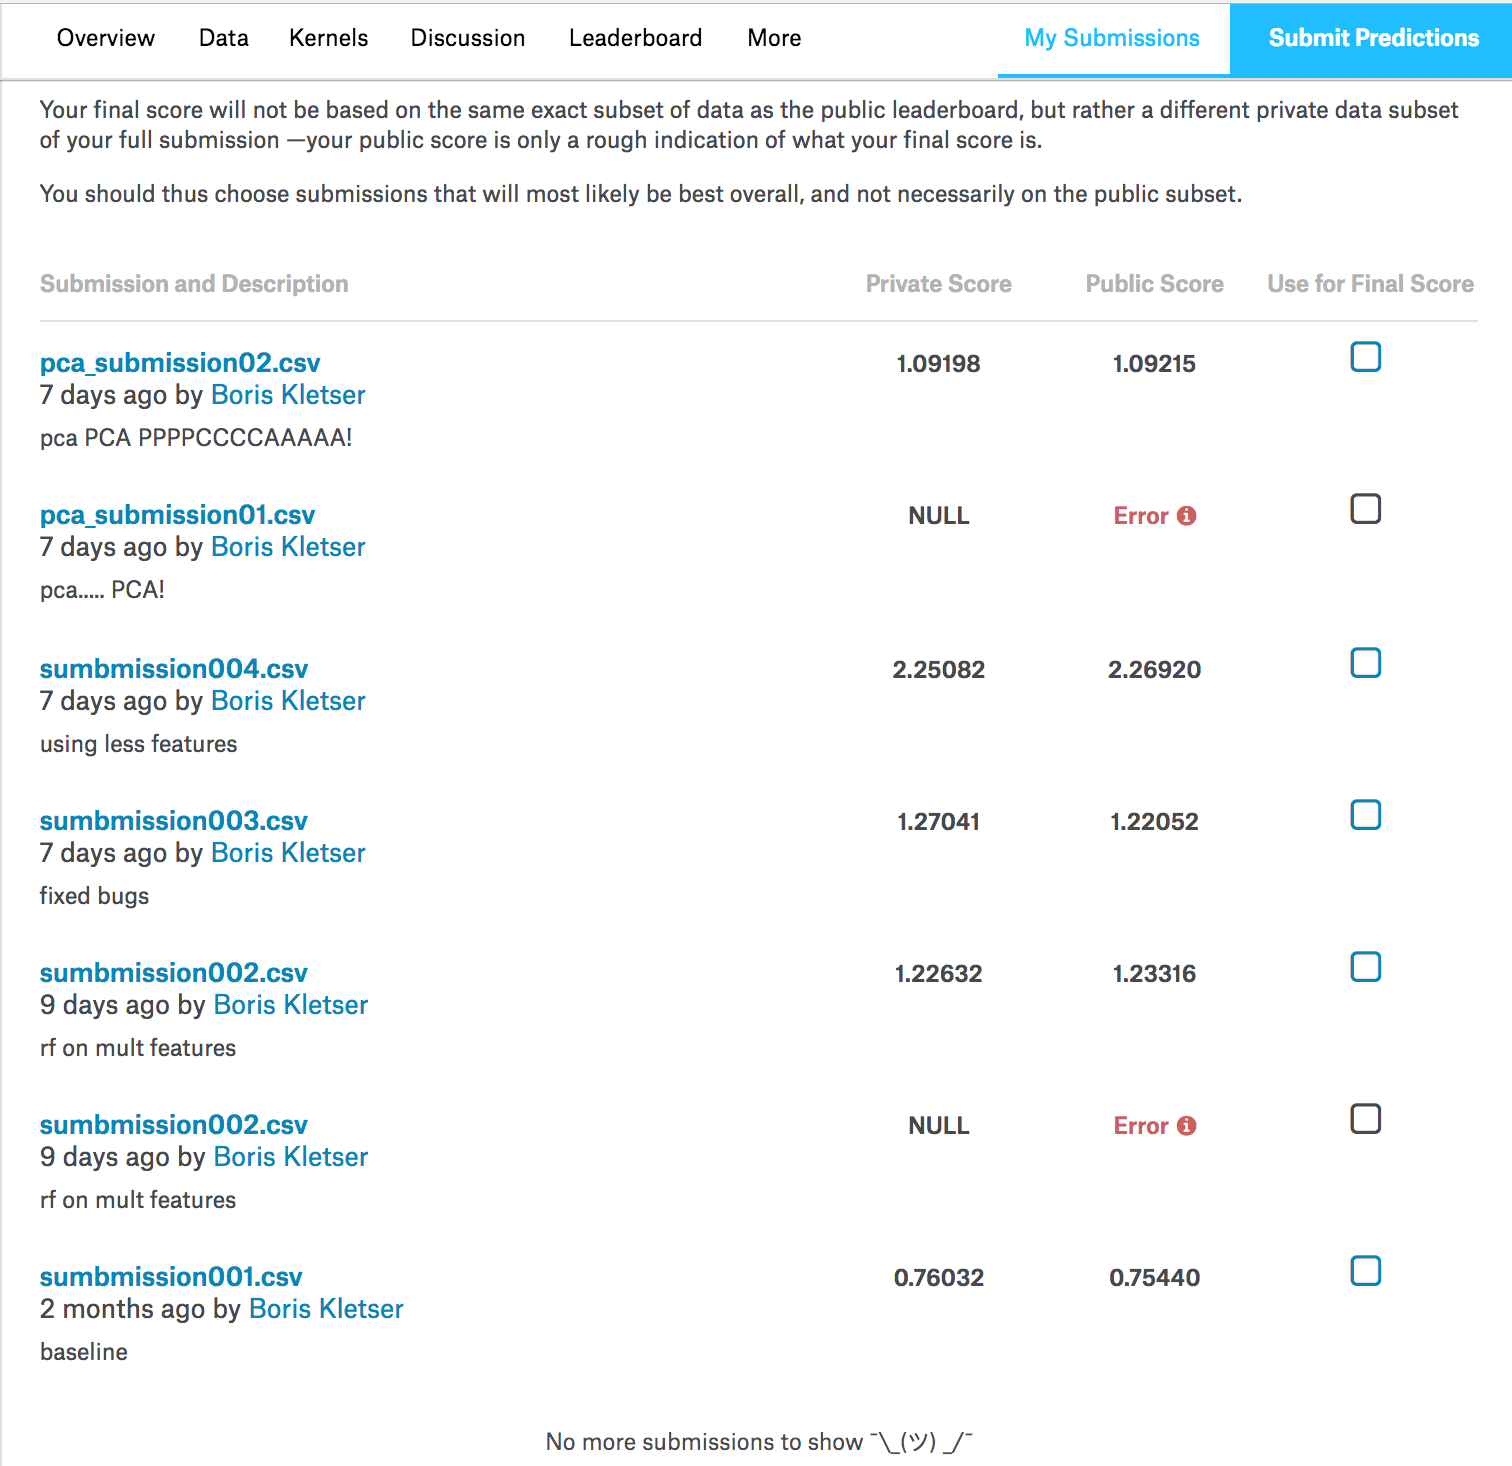 Overview Data Kernels Discussion Leaderboard More My Submissions Submit Predictions
Your final score will not be based on the same exact subset of data as the public leaderboard, but rather a different private data subset
of your full submission —your public score is only a rough indication of what your final score is.
You should thus choose submissions that will most likely be best overall, and not necessarily on the public subset.
Submission and Description Private Score Public Score Use for Final Score
pca_submission02.csv 1.09198 1.09215
7 days ago by Boris Kletser
pca PCA PPPPCCCCAAAAA!
pca_submission01.csv NULL Error
7 days ago by Boris Kletser
pca..... PCA!
sumbmission004.csv 2.25082 2.26920
7 days ago by Boris Kletser
using less features
sumbmission003.csv 1.27041 1.22052
7 days ago by Boris Kletser
fixed bugs
sumbmission002.csv 1.22632 1.23316
9 days ago by Boris Kletser
rf on mult features
sumbmission002.csv NULL Error
9 days ago by Boris Kletser
rf on mult features
sumbmission001.csv 0.76032 0.75440
2 months ago by Boris Kletser
baseline
No more submissions to show ¯\_(ツ)_/¯